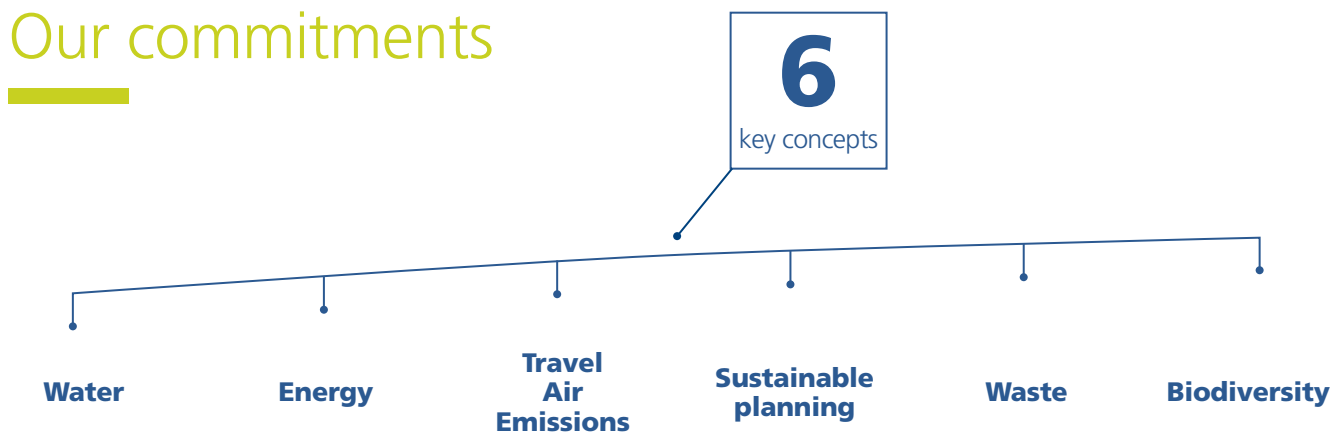 Our commitments
6
key concepts
Water
Energy
Travel
Air
Emissions
Sustainable
planning
Waste
Biodiversity